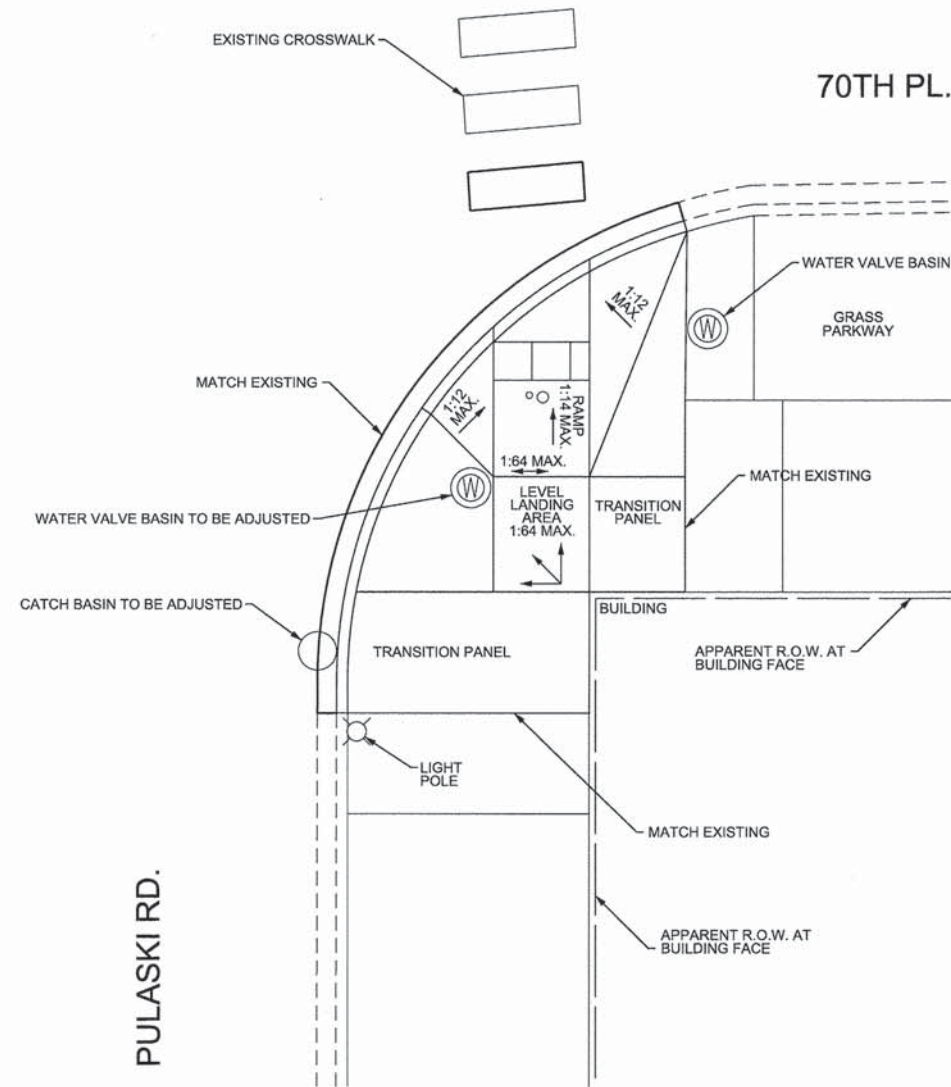 EXISTING CROSSWALK
70TH PL.
WATER VALVE BASIN
GRASS
PARKWAY
1:12
MAX.
MATCH EXISTING
1:12
MAX.
RAMP
1:14 MAX.
1:64 MAX.
WATER VALVE BASIN TO BE ADJUSTED
W
W
LEVEL
LANDING
AREA
1:64 MAX.
TRANSITION
PANEL
MATCH EXISTING
CATCH BASIN TO BE ADJUSTED
BUILDING
TRANSITION PANEL
APPARENT R.O.W. AT
BUILDING FACE
LIGHT
POLE
MATCH EXISTING
PULASKI RD.
APPARENT R.O.W. AT
BUILDING FACE